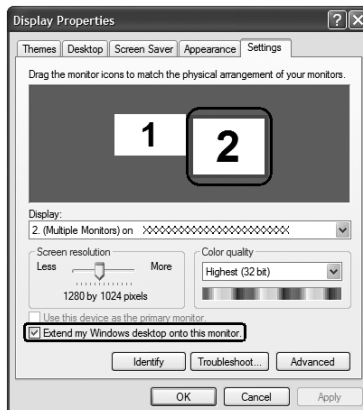 Display Properties
Themes Desktop Screen Saver Appearance Settings
Drag the monitor icons to match the physical arrangement of your monitors.
1 2
Display:
2. (Multiple Monitors) on XXXXXXXXXXXXXXXXXXXXXXX
Screen resolution Color quality
Less More Highest (32 bit)
1280 by 1024 pixels
Use this device as the primary monitor.
Extend my Windows desktop onto this monitor.
Identify Troubleshoot... Advanced
OK Cancel Apply